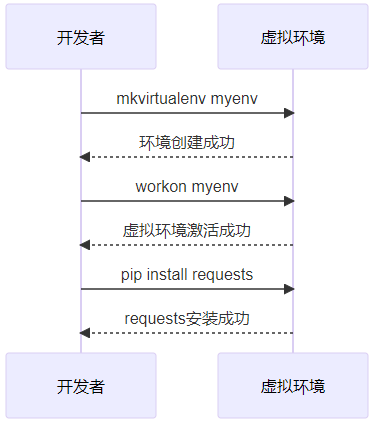 开发者
虚拟环境
mkvirtualenv myenv
环境创建成功
workon myenv
虚拟环境激活成功
pip install requests
requests安装成功
开发者
虚拟环境